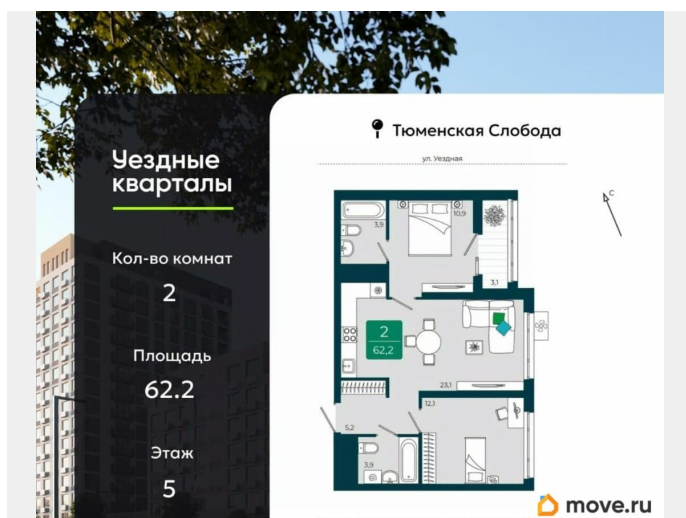 Уездные
кварталы
Кол-во комнат
2
Площадь
62.2
Этаж
5
Тюменская Слобода
ул. Уездная
С
3,9
10,9
3,1
2
62,2
23,1
12,1
5,2
3,9
move.ru